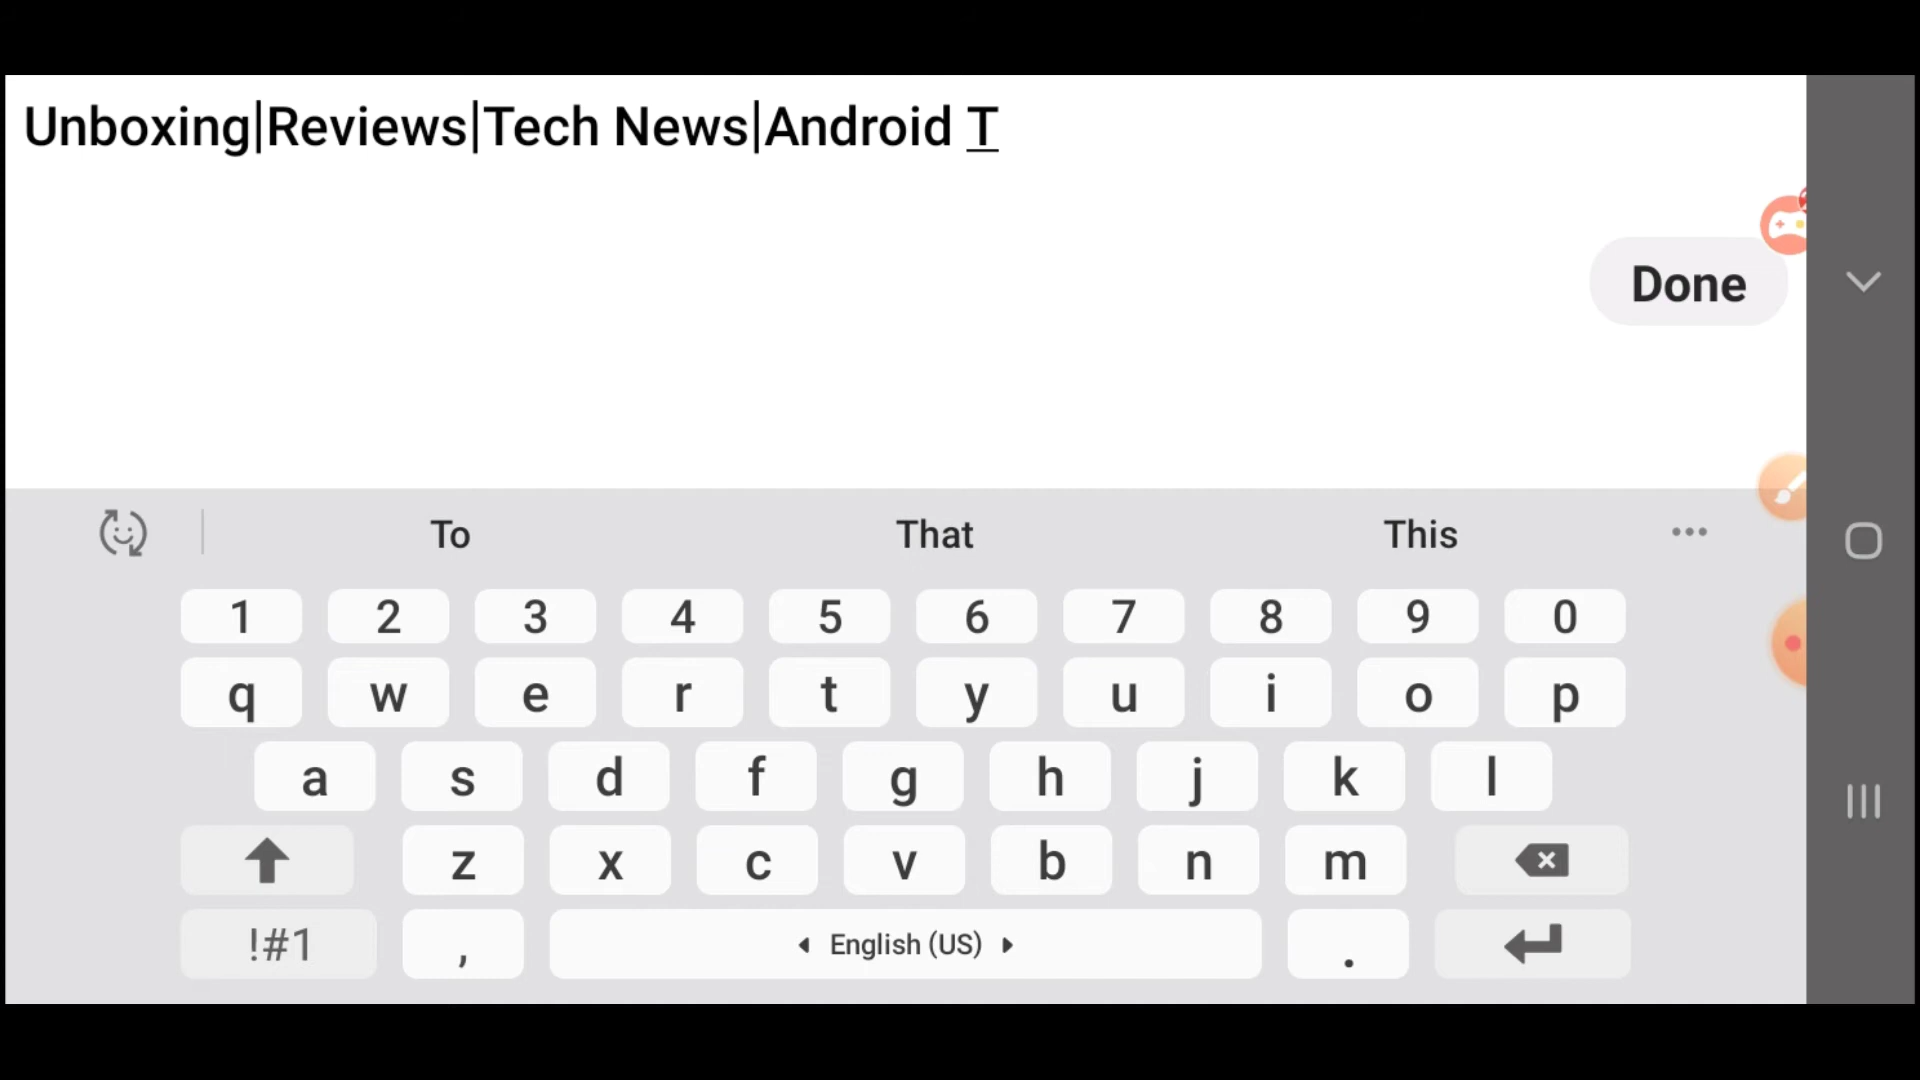 Unboxing|Reviews|Tech News|Android T
Done
To That This
1 2 3 4 5 6 7 8 9 0
q w e r t y u i o p
a s d f g h j k l
z x c v b n m
!#1 , English (US) .